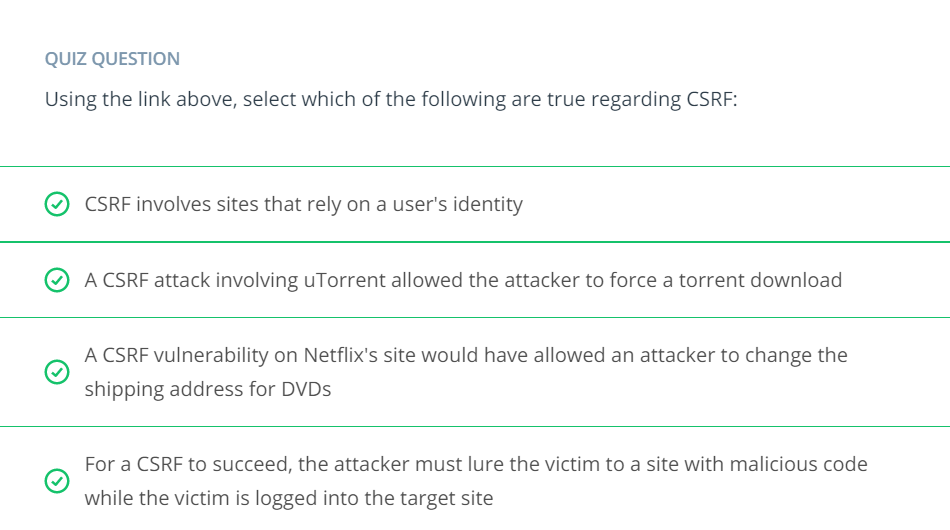 QUIZ QUESTION
Using the link above, select which of the following are true regarding CSRF:
CSRF involves sites that rely on a user's identity
A CSRF attack involving uTorrent allowed the attacker to force a torrent download
A CSRF vulnerability on Netflix's site would have allowed an attacker to change the
shipping address for DVDs
For a CSRF to succeed, the attacker must lure the victim to a site with malicious code
while the victim is logged into the target site